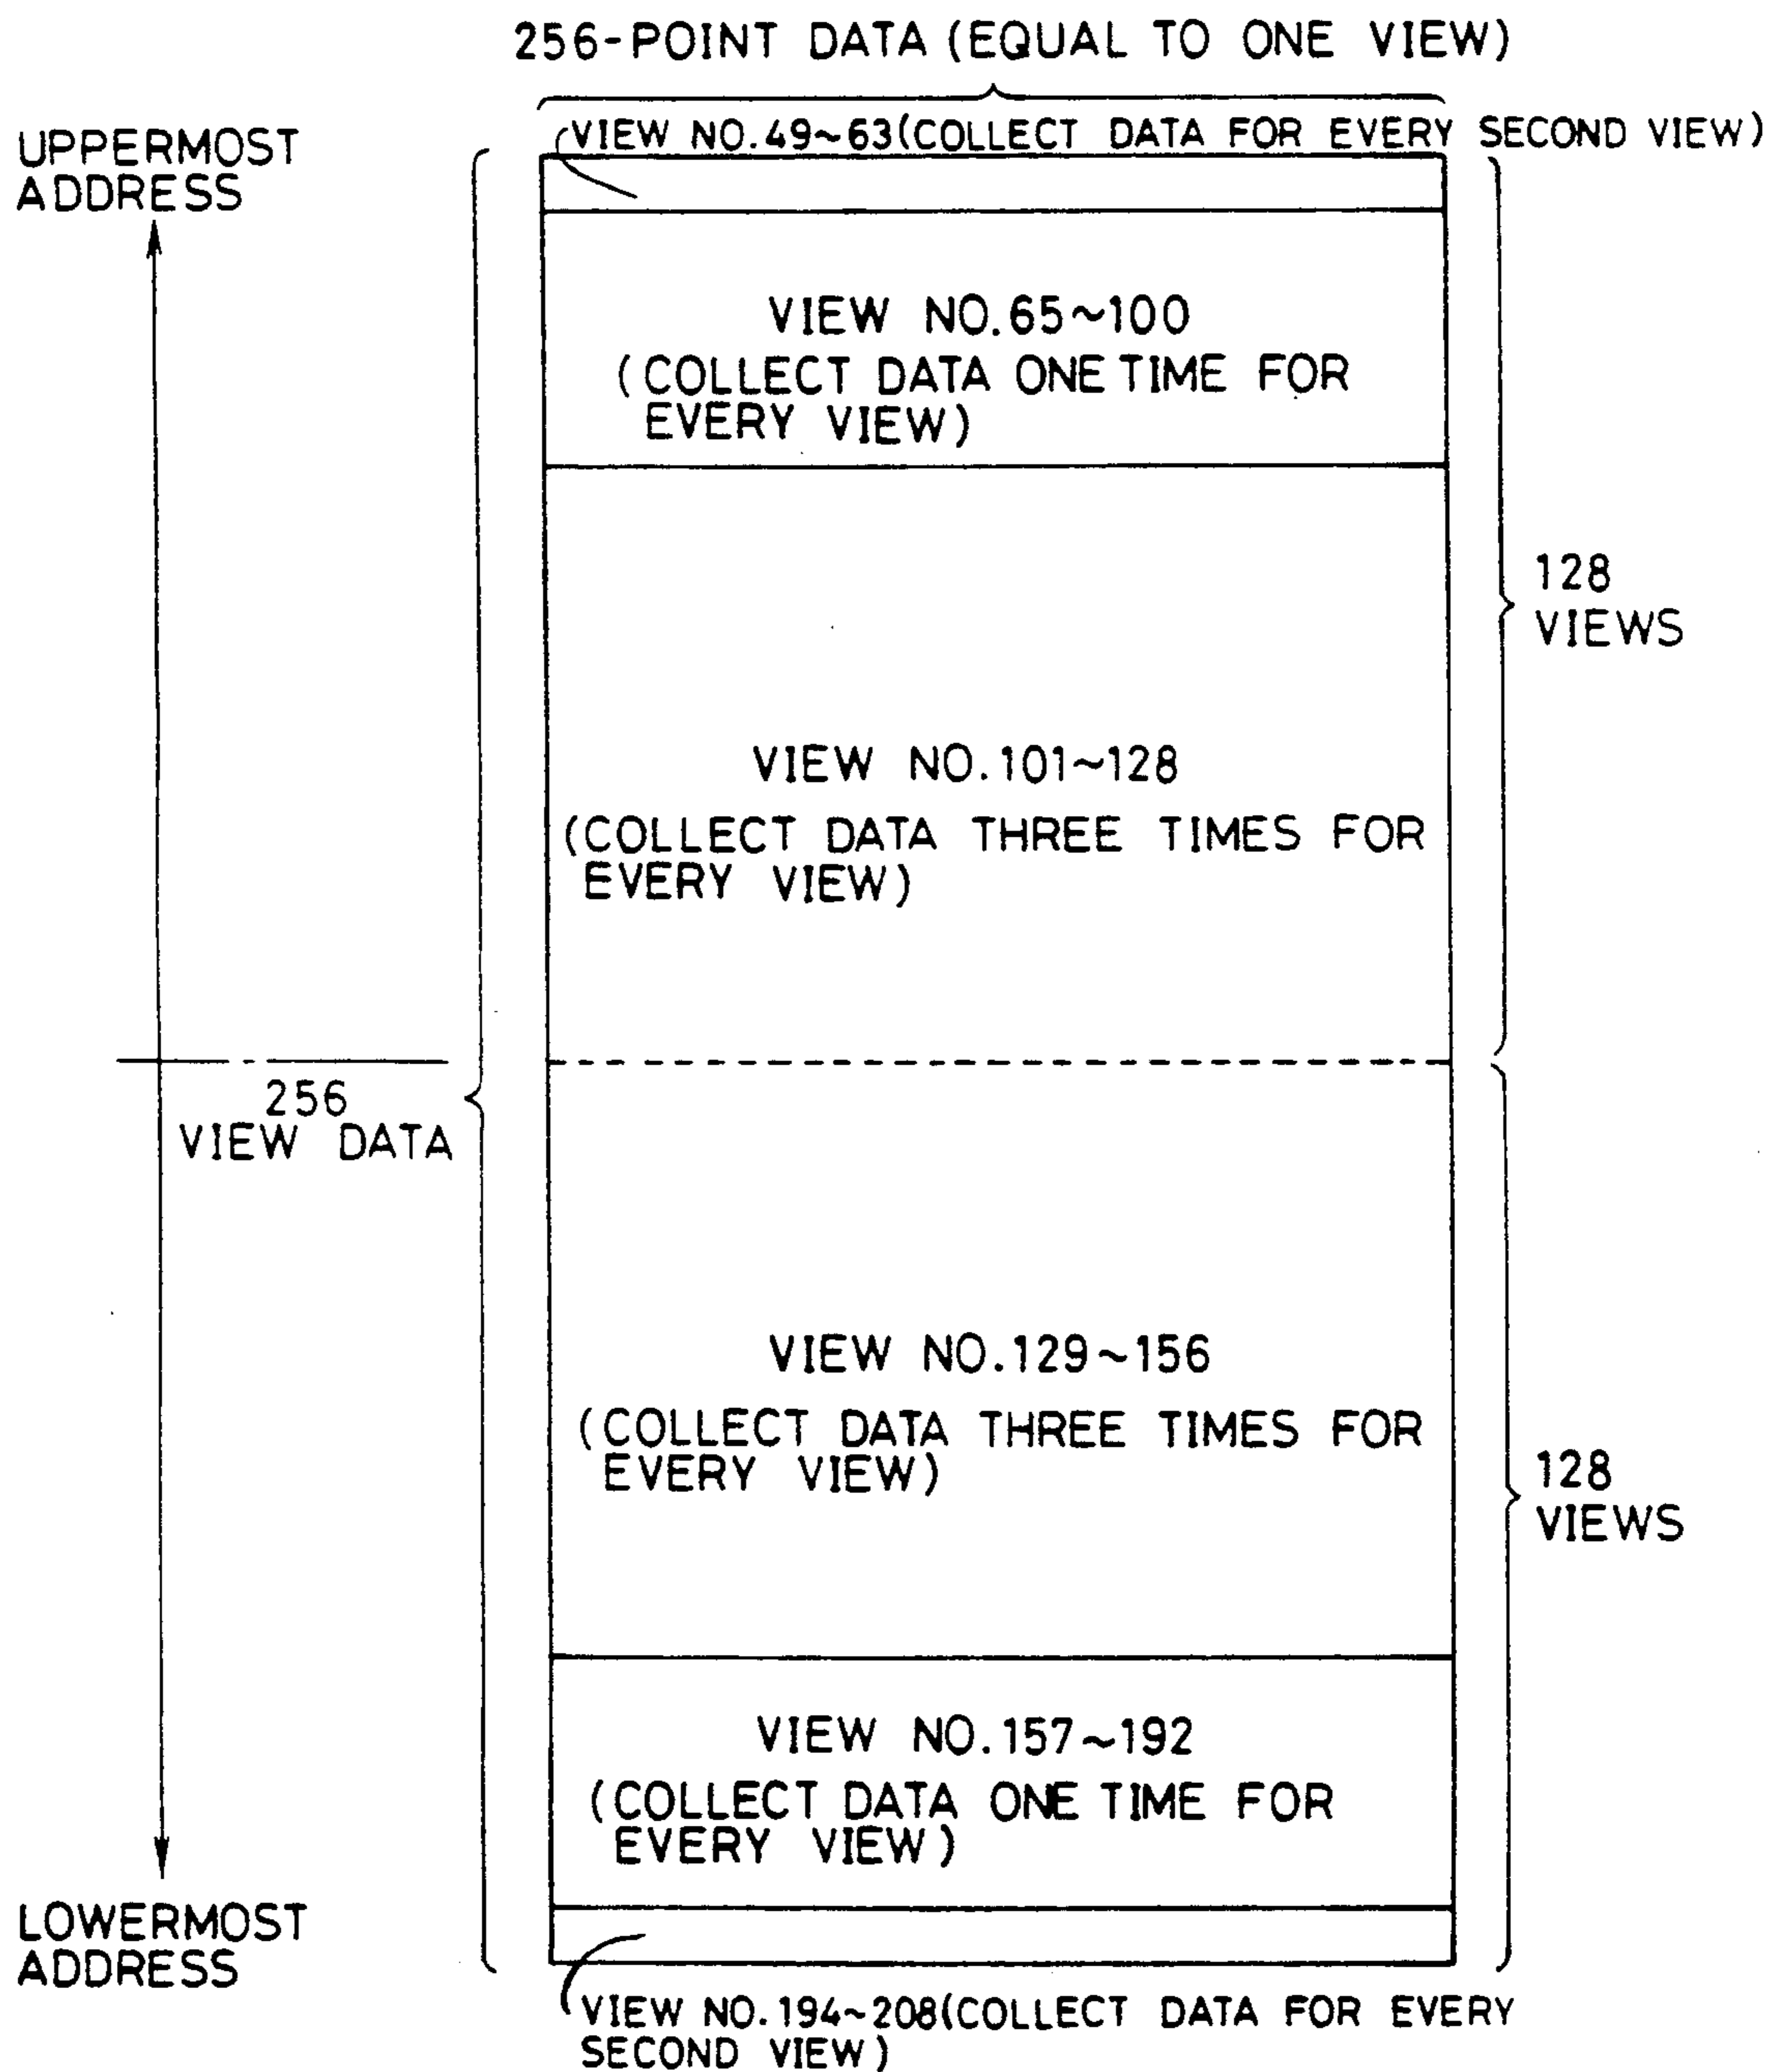 256-POINT DATA (EQUAL TO ONE VIEW)
UPPERMOST
ADDRESS
VIEW NO.49~63(COLLECT DATA FOR EVERY SECOND VIEW)
VIEW NO.65~100
(COLLECT DATA ONE TIME FOR
EVERY VIEW)
128
VIEWS
VIEW NO.101~128
(COLLECT DATA THREE TIMES FOR
EVERY VIEW)
256
VIEW DATA
VIEW NO.129~156
(COLLECT DATA THREE TIMES FOR
EVERY VIEW)
128
VIEWS
VIEW NO.157~192
(COLLECT DATA ONE TIME FOR
EVERY VIEW)
LOWERMOST
ADDRESS
VIEW NO.194~208(COLLECT DATA FOR EVERY
SECOND VIEW)